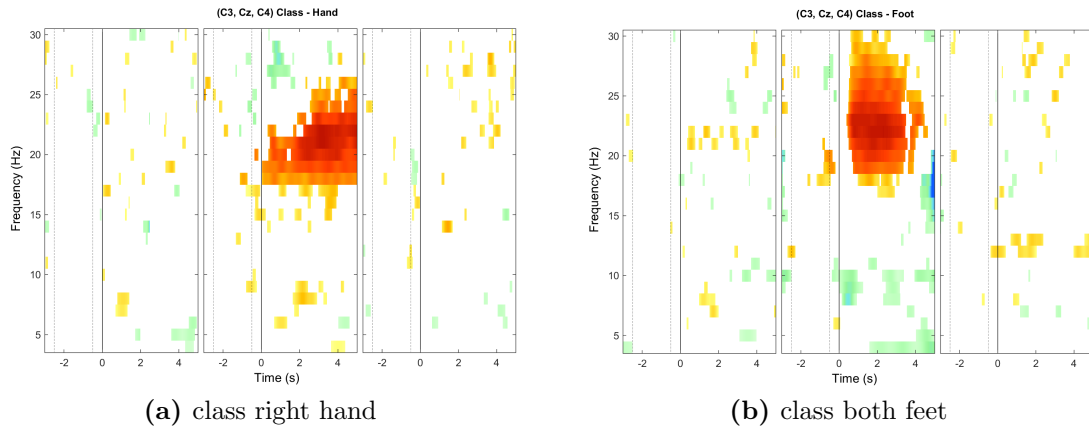 (C3, Cz, C4) Class - Hand
30
25
20
15
10
5
Frequency (Hz)
-2 0 2 4 -2 0 2 4 -2 0 2 4
Time (s)
(a) class right hand
(C3, Cz, C4) Class - Foot
30
25
20
15
10
5
Frequency (Hz)
-2 0 2 4 -2 0 2 4 -2 0 2 4
Time (s)
(b) class both feet